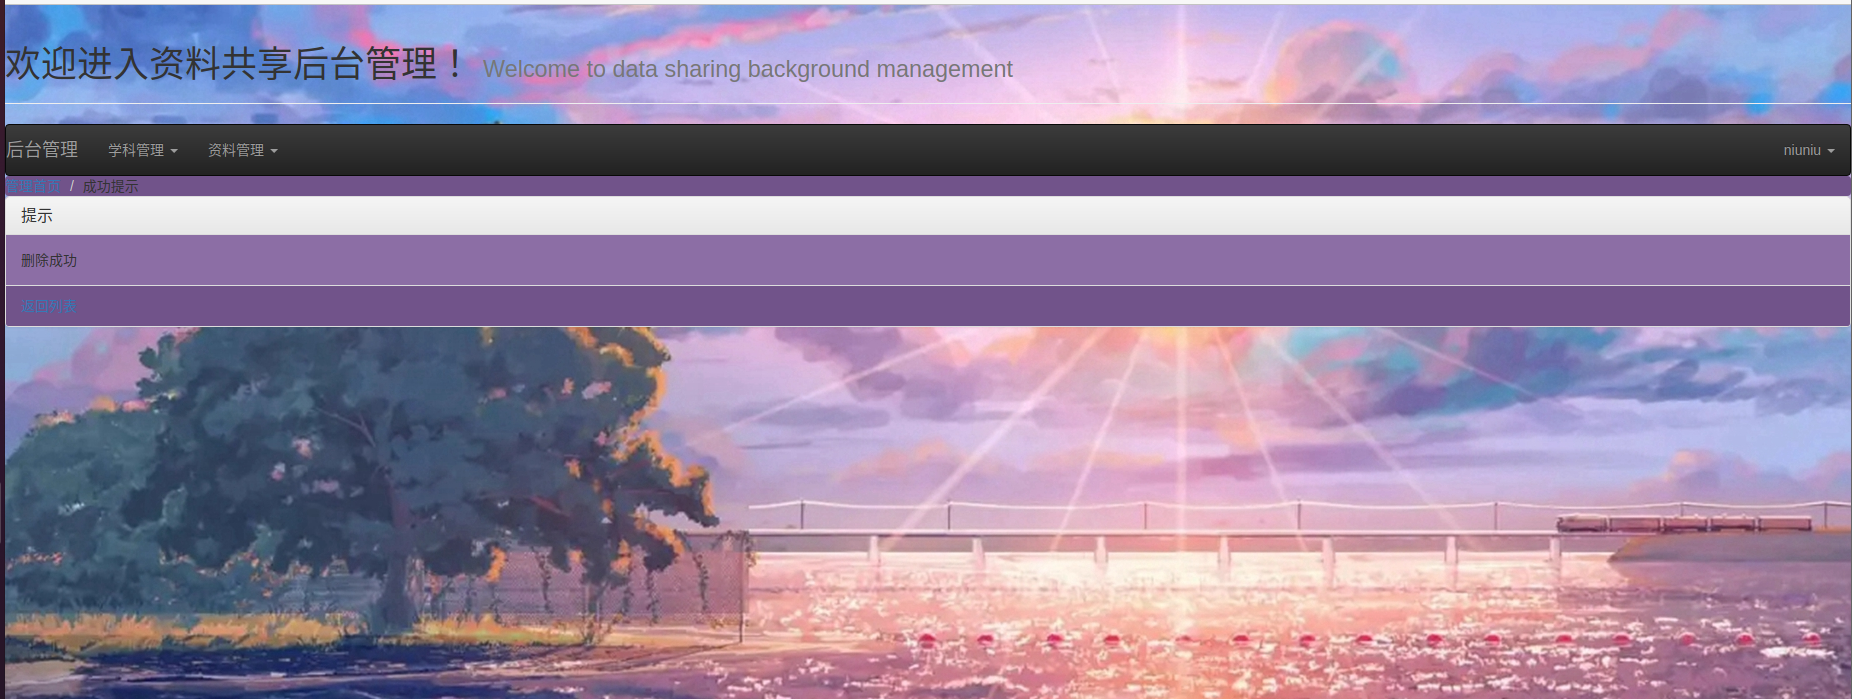 欢迎进入资料共享后台管理！ Welcome to data sharing background management
后台管理 学科管理 资料管理 niuniu
管理首页 / 成功提示
提示
删除成功
返回列表